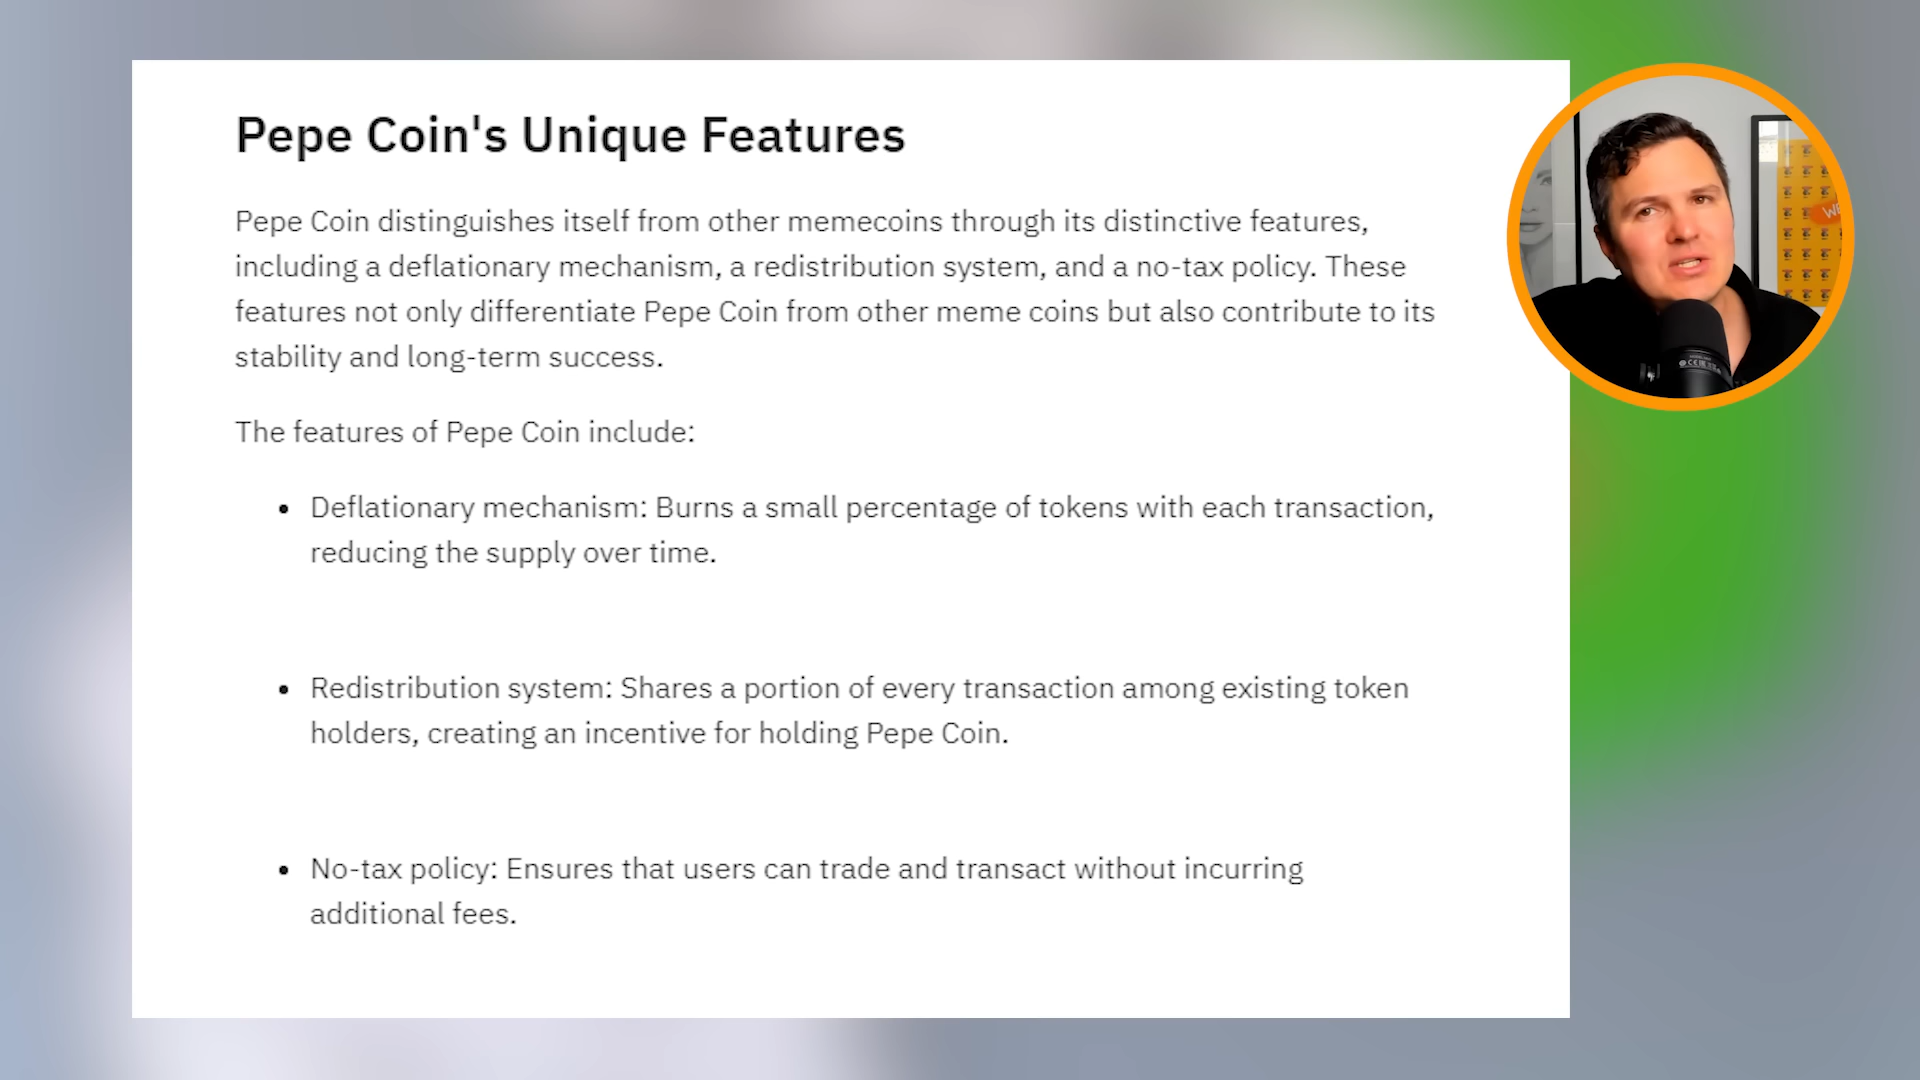 Pepe Coin's Unique Features
Pepe Coin distinguishes itself from other memecoins through its distinctive features,
including a deflationary mechanism, a redistribution system, and a no-tax policy. These
features not only differentiate Pepe Coin from other meme coins but also contribute to its
stability and long-term success.
The features of Pepe Coin include:
• Deflationary mechanism: Burns a small percentage of tokens with each transaction,
reducing the supply over time.
• Redistribution system: Shares a portion of every transaction among existing token
holders, creating an incentive for holding Pepe Coin.
• No-tax policy: Ensures that users can trade and transact without incurring
additional fees.